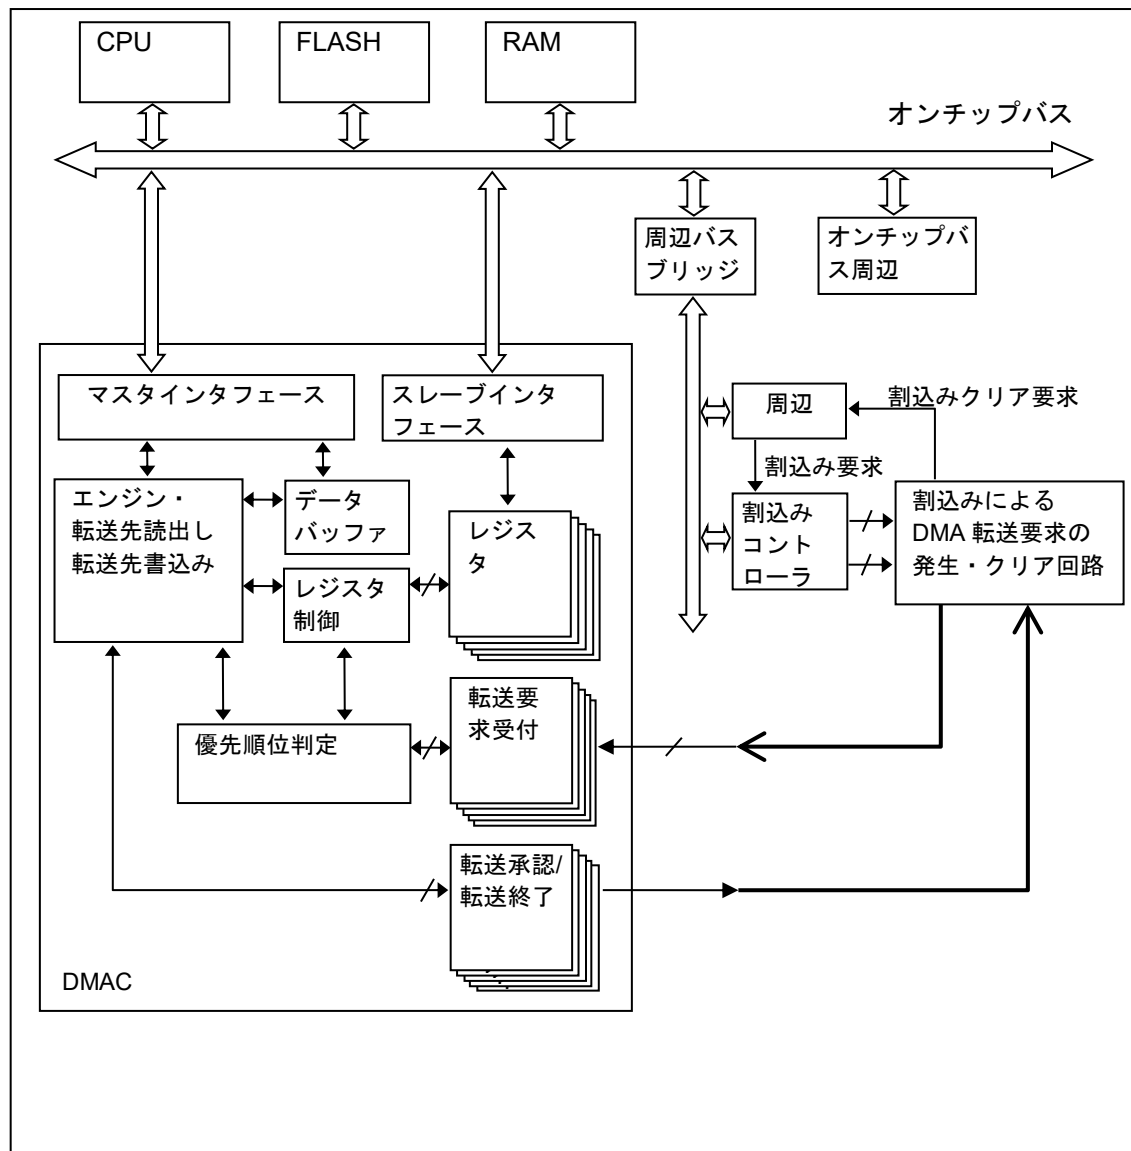 CPU
FLASH
RAM
オンチップバス
周辺バス
ブリッジ
オンチップバ
ス周辺
マスタインタフェース
スレーブインタ
フェース
周辺
割込みクリア要求
割込み要求
エンジン・
転送先読出し
転送先書込み
データ
バッファ
レジス
タ
割込み
コント
ローラ
割込みによる
DMA 転送要求の
発生・クリア回路
レジスタ
制御
転送要
求受付
優先順位判定
転送承認/
転送終了
DMAC